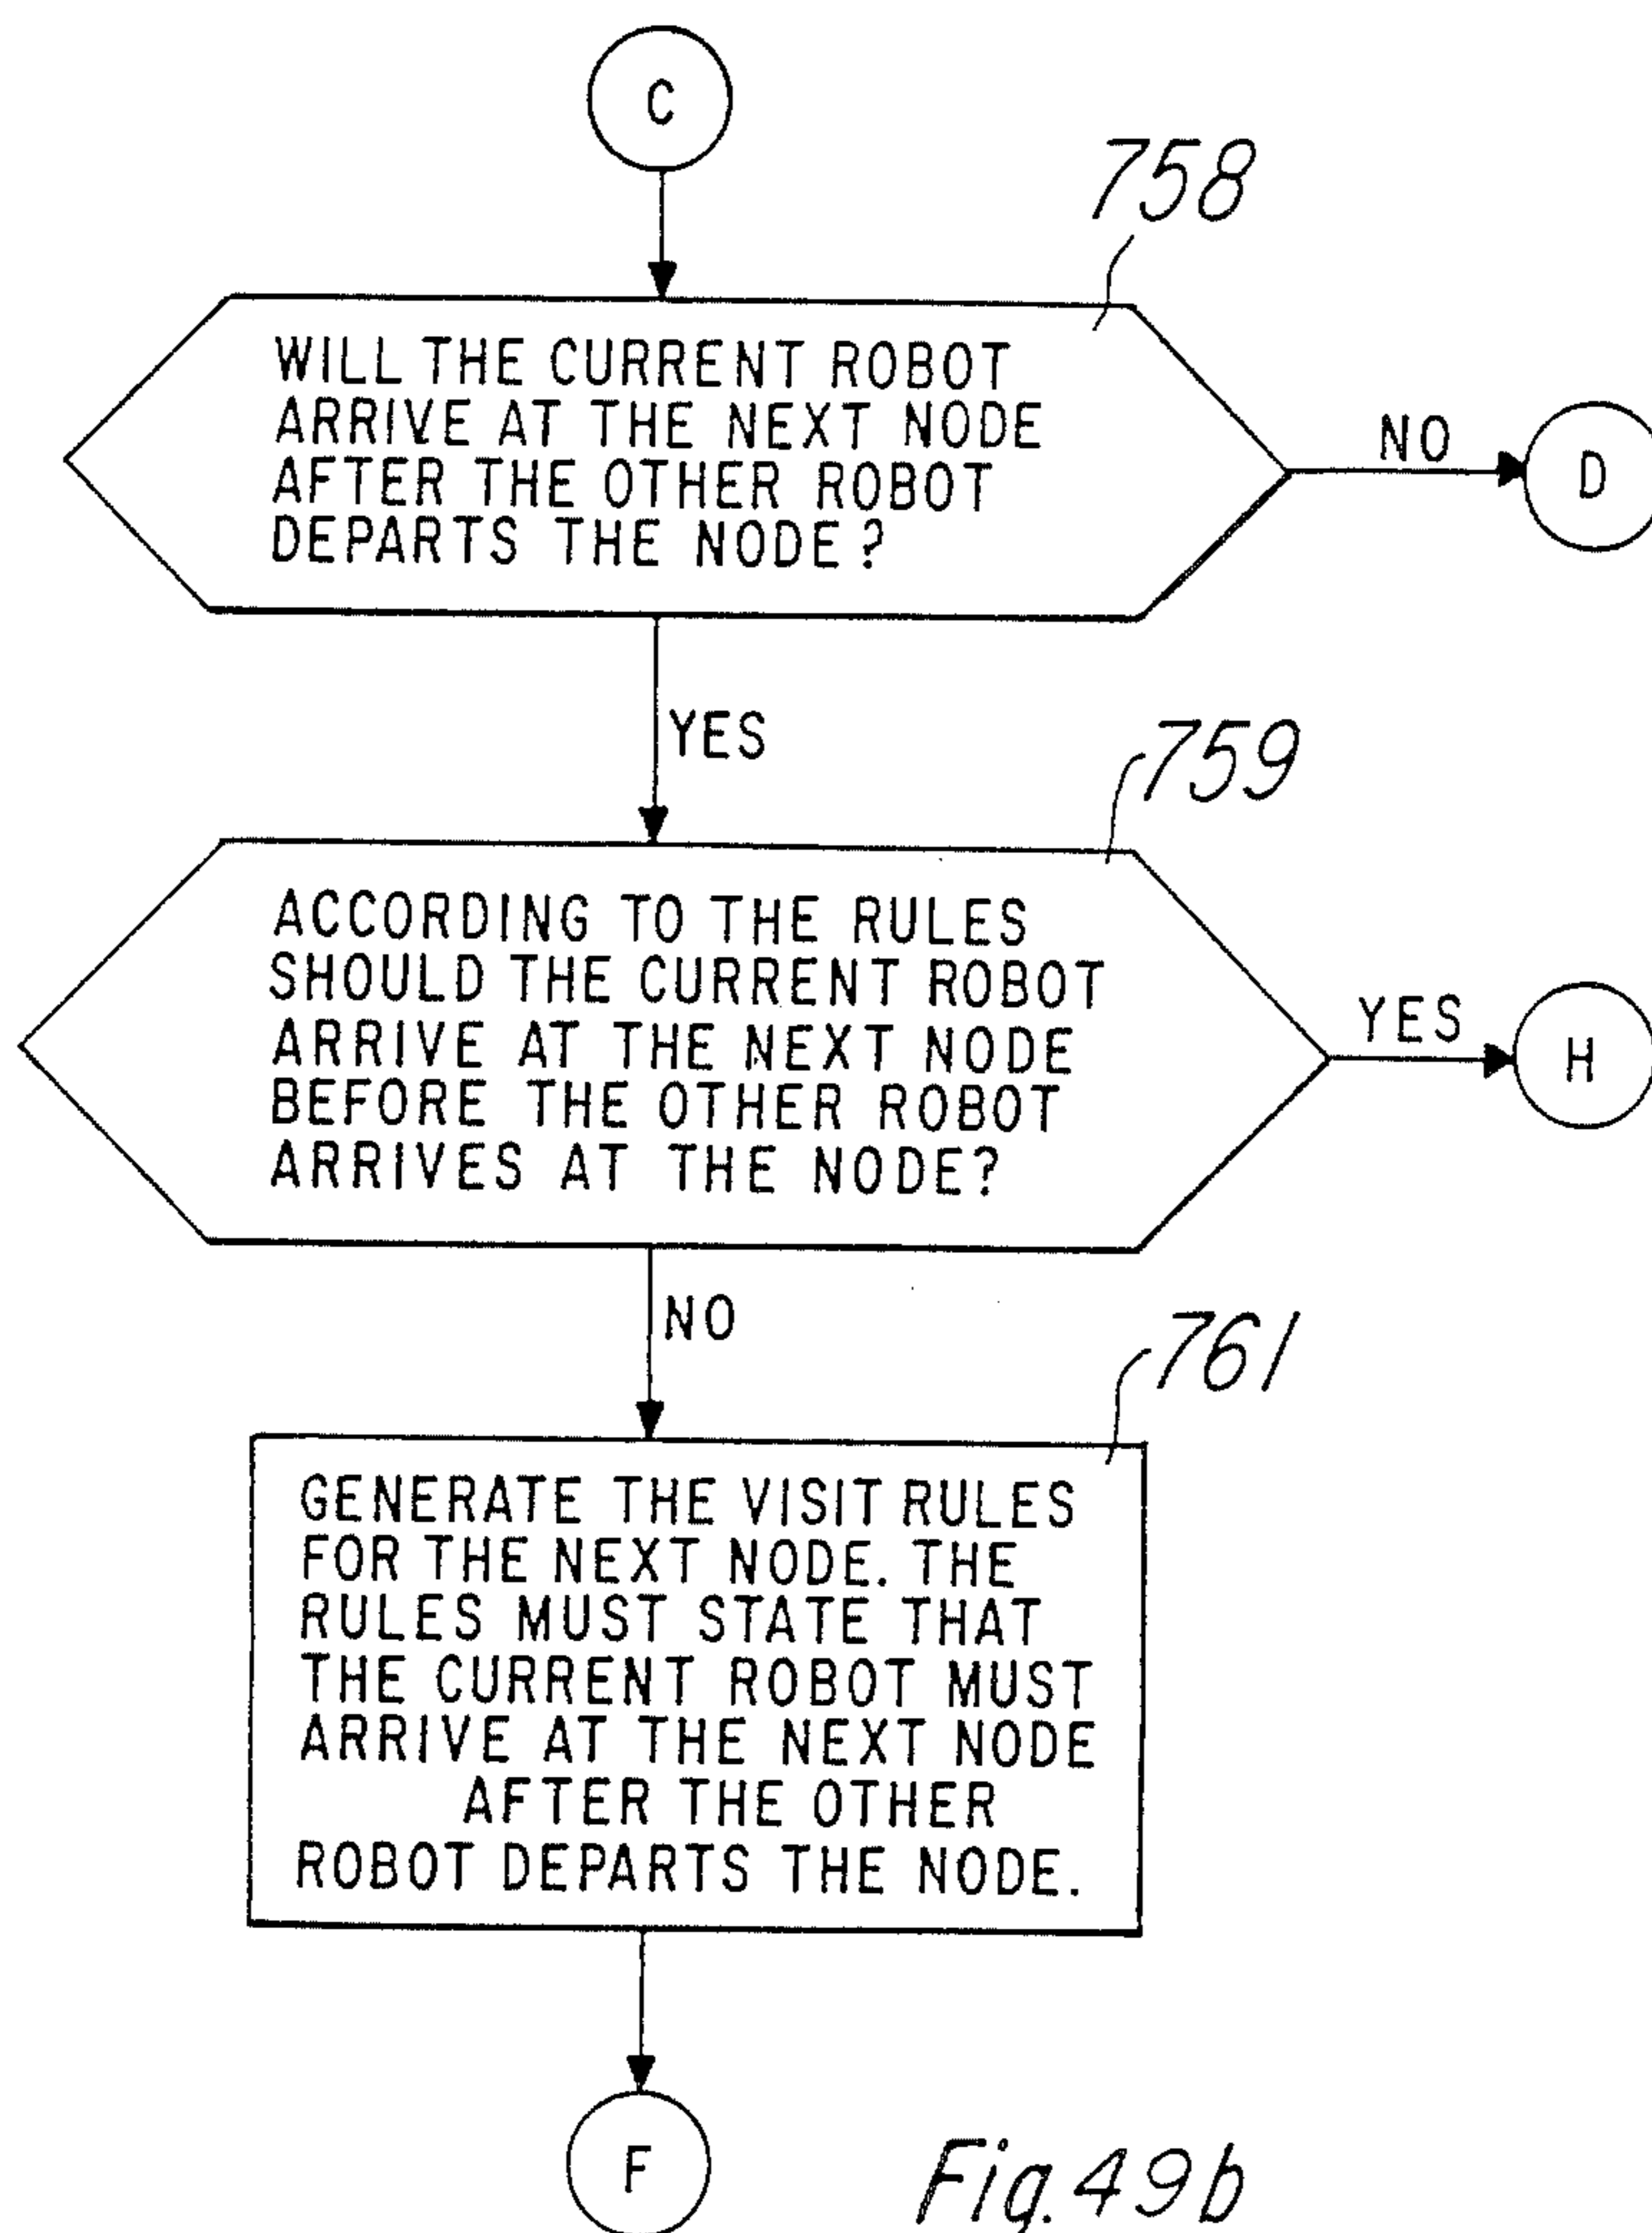 C
758
WILL THE CURRENT ROBOT
ARRIVE AT THE NEXT NODE
AFTER THE OTHER ROBOT
DEPARTS THE NODE?
NO
D
YES
759
ACCORDING TO THE RULES
SHOULD THE CURRENT ROBOT
ARRIVE AT THE NEXT NODE
BEFORE THE OTHER ROBOT
ARRIVES AT THE NODE?
YES
H
NO
761
GENERATE THE VISIT RULES
FOR THE NEXT NODE. THE
RULES MUST STATE THAT
THE CURRENT ROBOT MUST
ARRIVE AT THE NEXT NODE
AFTER THE OTHER
ROBOT DEPARTS THE NODE.
F
Fig. 49b